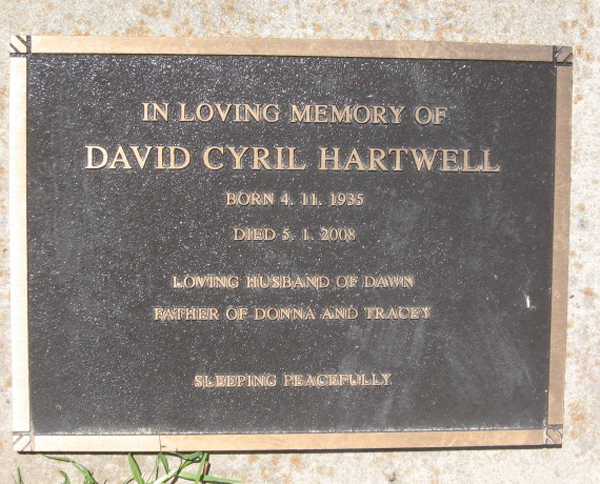 IN LOVING MEMORY OF
DAVID CYRIL HARTWELL
BORN 4. 11. 1935
DIED 5. 1. 2008
LOVING HUSBAND OF DAWN
FATHER OF DONNA AND TRACEY
SLEEPING PEACEFULLY